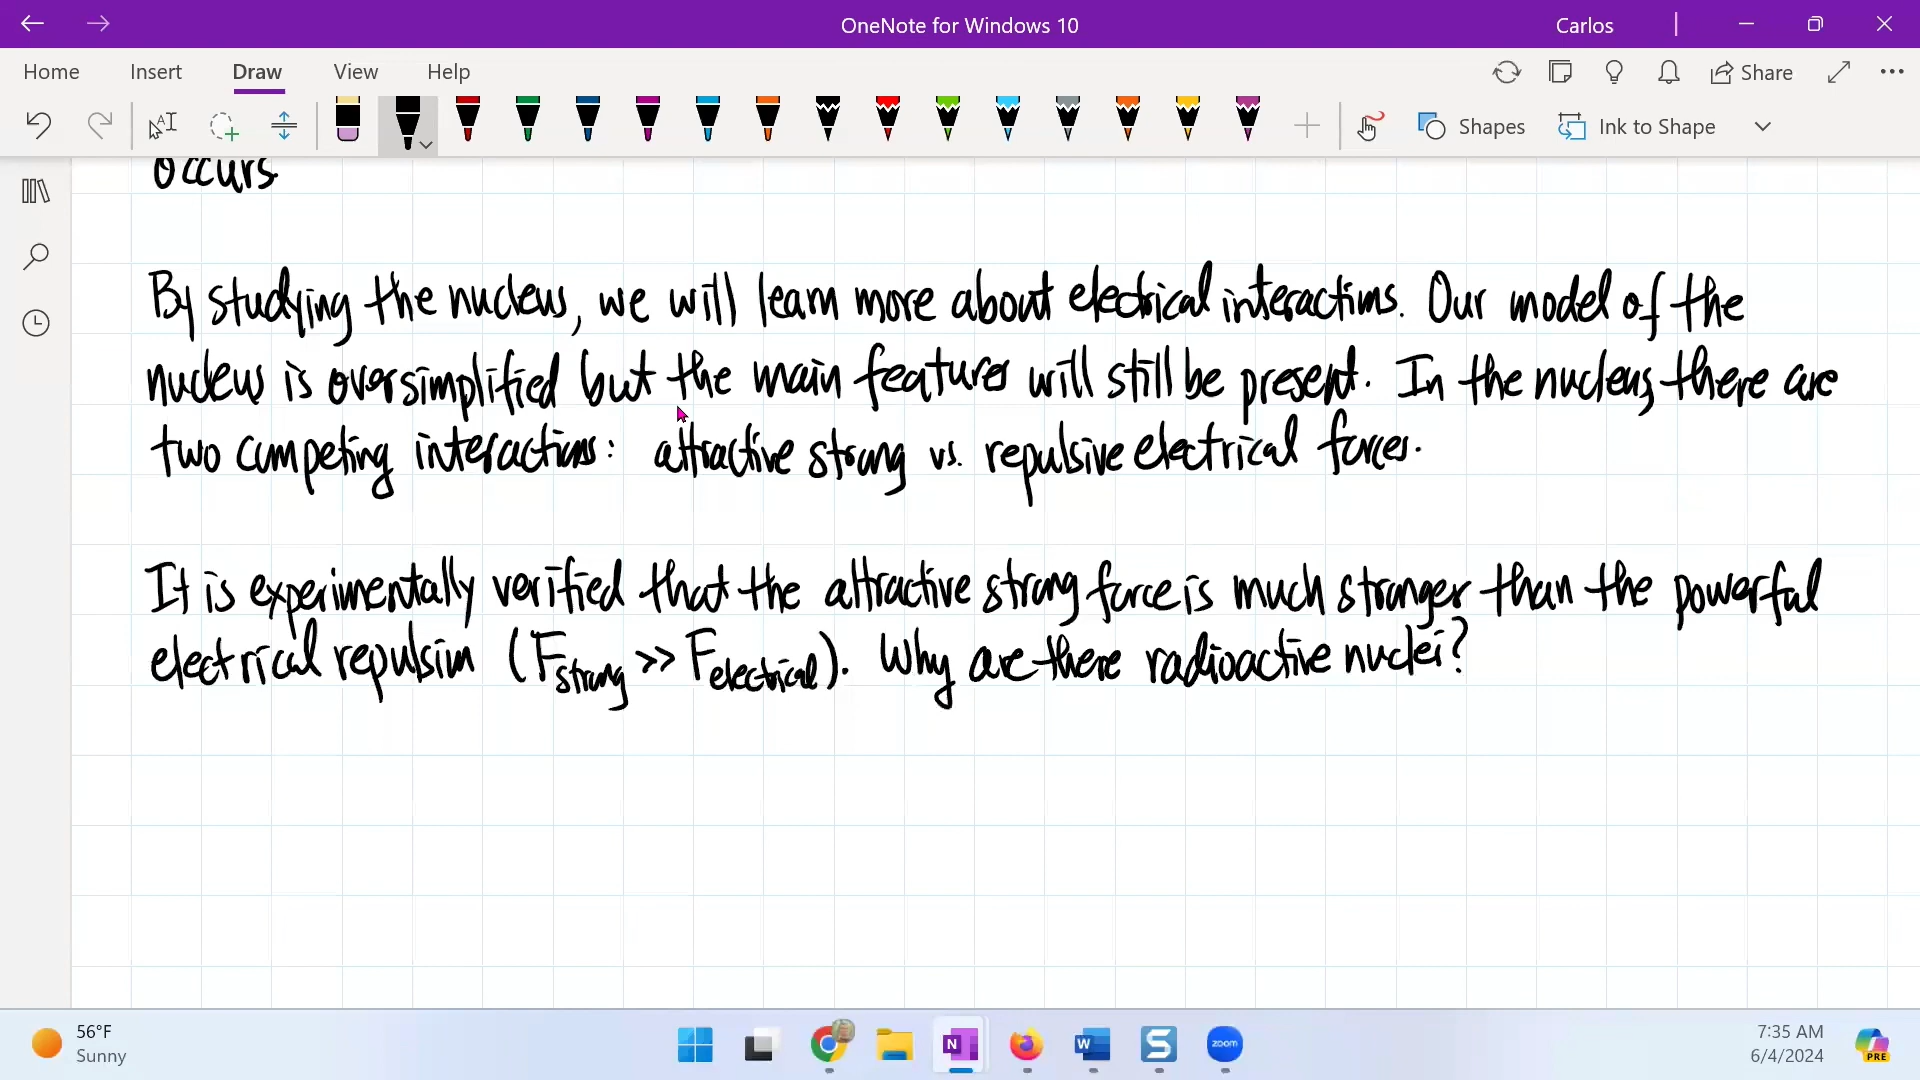 OneNote for Windows 10
Carlos
Home Insert Draw View Help
Share
Shapes
Ink to Shape
occurs.
By studying the nucleus, we will learn more about electrical interactions. Our model of the
nucleus is oversimplified but the main features will still be present. In the nucleus, there are
two competing interactions: attractive strong vs. repulsive electrical forces.
It is experimentally verified that the attractive strong force is much stronger than the powerful
electrical repulsion (F_strong >> F_electrical). Why are there radioactive nuclei?
56°F
Sunny
N
W
S
zoom
7:35 AM
6/4/2024
PRE